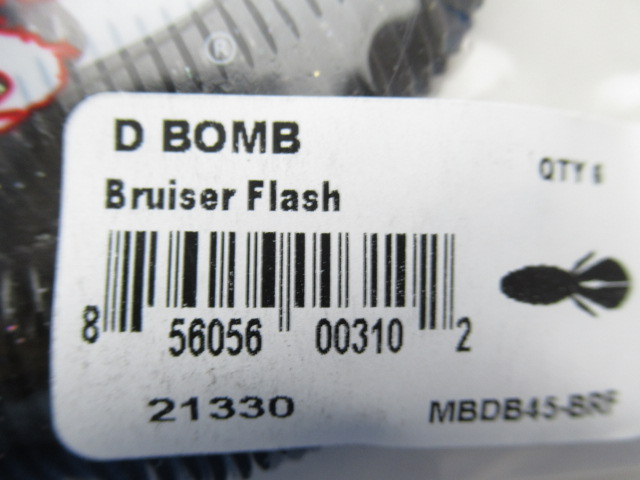 ®
D BOMB
QTY 6
Bruiser Flash
8 56056 00310 2
21330 MBDB45-BRF